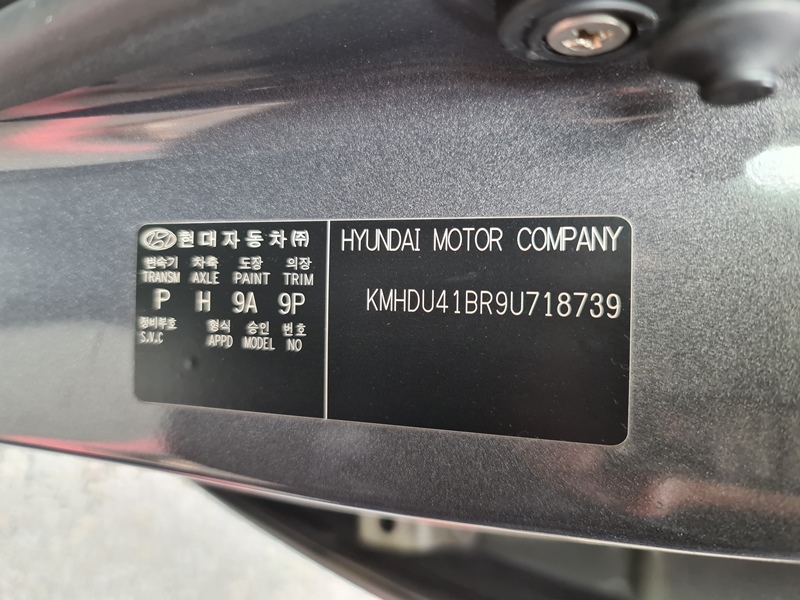 현대자동차㈜
변속기 차축 도장 의장
TRANSM AXLE PAINT TRIM
P H 9A 9P
정비부호 형식 승인 번호
S.V.C APPD MODEL NO
HYUNDAI MOTOR COMPANY
KMHDU41BR9U718739